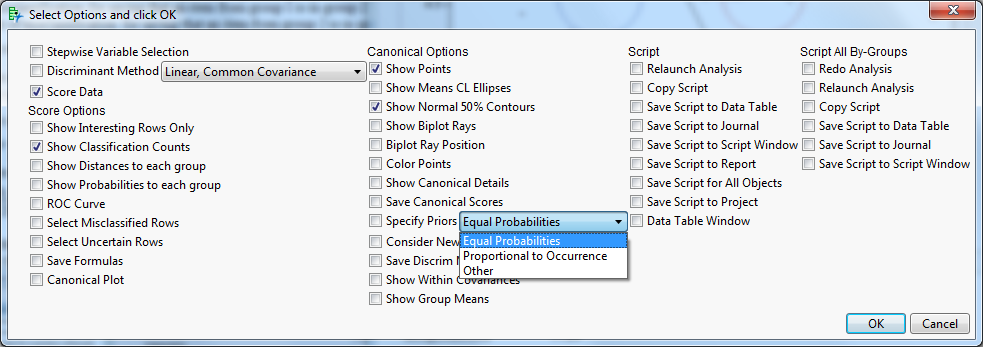 Select Options and click OK
Stepwise Variable Selection
Discriminant Method Linear, Common Covariance
Score Data
Score Options
Show Interesting Rows Only
Show Classification Counts
Show Distances to each group
Show Probabilities to each group
ROC Curve
Select Misclassified Rows
Select Uncertain Rows
Save Formulas
Canonical Plot
Canonical Options
Show Points
Show Means CL Ellipses
Show Normal 50% Contours
Show Biplot Rays
Biplot Ray Position
Color Points
Show Canonical Details
Save Canonical Scores
Specify Priors Equal Probabilities
Equal Probabilities
Proportional to Occurrence
Other
Consider New
Save Discrim
Show Within Covariances
Show Group Means
Script
Relaunch Analysis
Copy Script
Save Script to Data Table
Save Script to Journal
Save Script to Script Window
Save Script to Report
Save Script for All Objects
Save Script to Project
Data Table Window
Script All By-Groups
Redo Analysis
Relaunch Analysis
Copy Script
Save Script to Data Table
Save Script to Journal
Save Script to Script Window
OK
Cancel